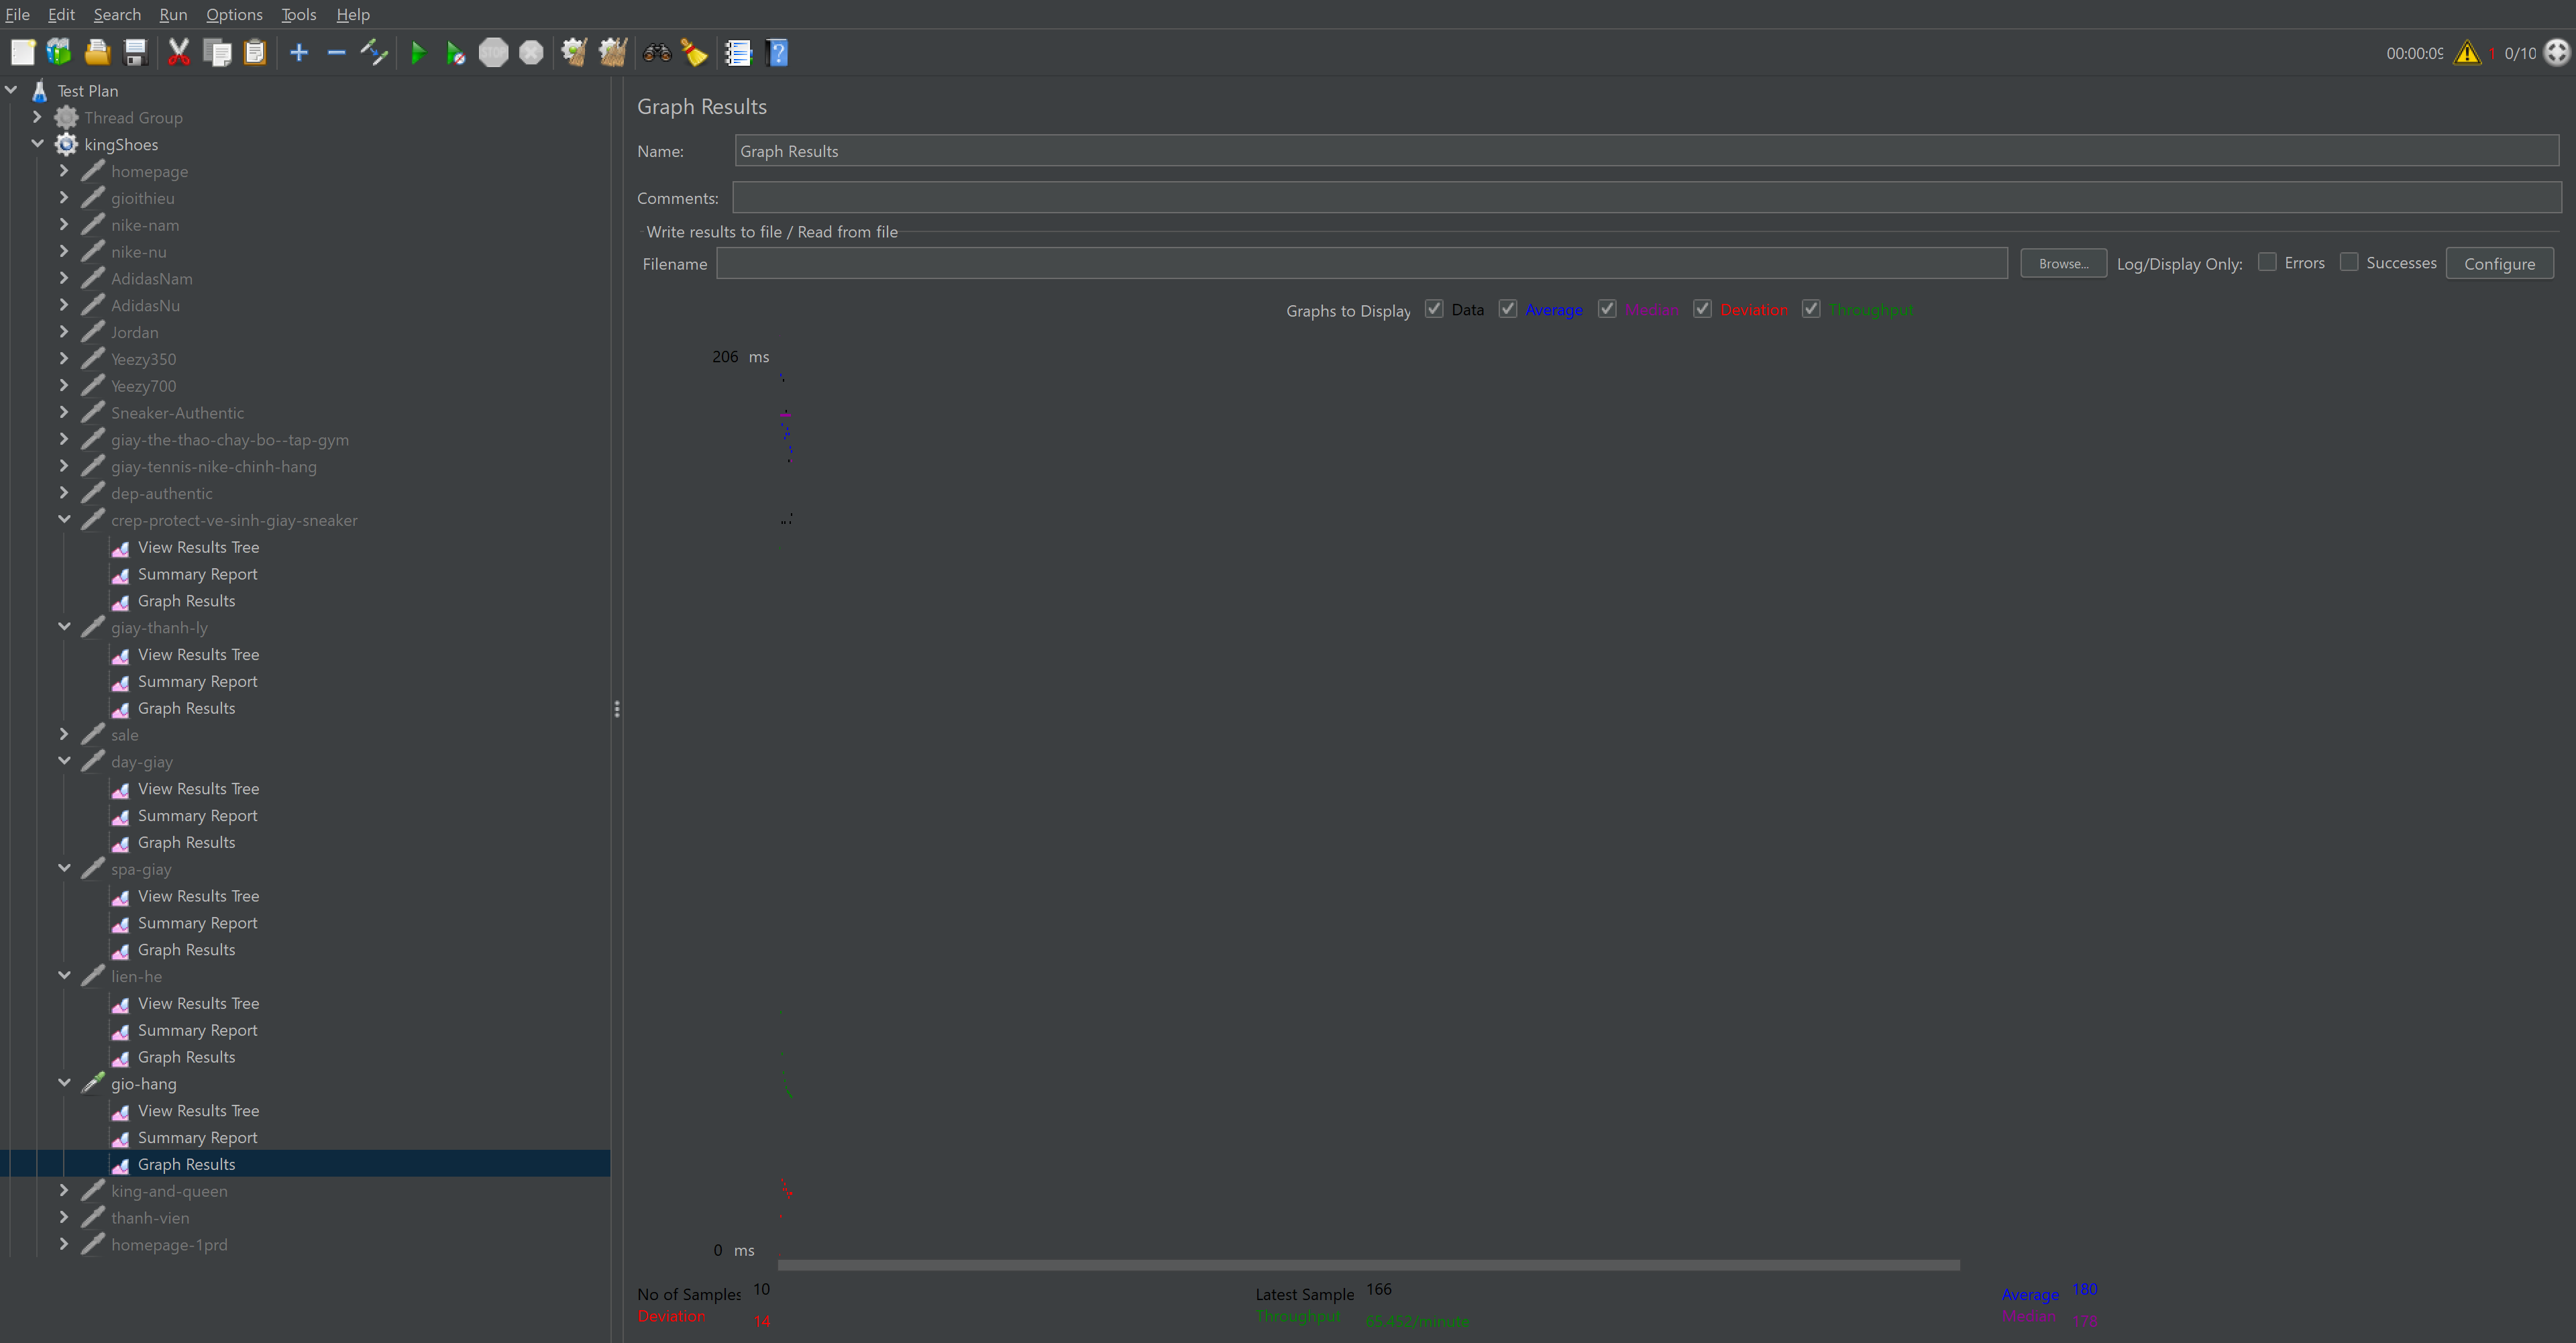 File Edit Search Run Options Tools Help
00:00:09 1 0/10
Test Plan
Thread Group
kingShoes
homepage
gioithieu
nike-nam
nike-nu
AdidasNam
AdidasNu
Jordan
Yeezy350
Yeezy700
Sneaker-Authentic
giay-the-thao-chay-bo--tap-gym
giay-tennis-nike-chinh-hang
dep-authentic
crep-protect-ve-sinh-giay-sneaker
View Results Tree
Summary Report
Graph Results
giay-thanh-ly
View Results Tree
Summary Report
Graph Results
sale
day-giay
View Results Tree
Summary Report
Graph Results
spa-giay
View Results Tree
Summary Report
Graph Results
lien-he
View Results Tree
Summary Report
Graph Results
gio-hang
View Results Tree
Summary Report
Graph Results
king-and-queen
thanh-vien
homepage-1prd
Graph Results
Name: Graph Results
Comments:
Write results to file / Read from file
Filename Browse... Log/Display Only: Errors Successes Configure
Graphs to Display Data Average Median Deviation Throughput
206 ms
0 ms
No of Samples 10 Latest Sample 166 Average 180
Deviation 14 Throughput 65.452/minute Median 178